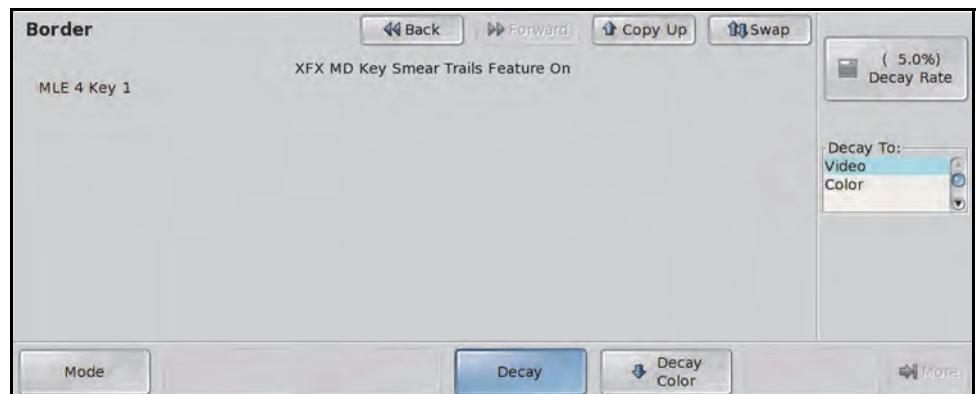 Border
Back
Forward
Copy Up
Swap
( 5.0%)
Decay Rate
XFX MD Key Smear Trails Feature On
MLE 4 Key 1
Decay To:
Video
Color
Mode
Decay
Decay
Color
More